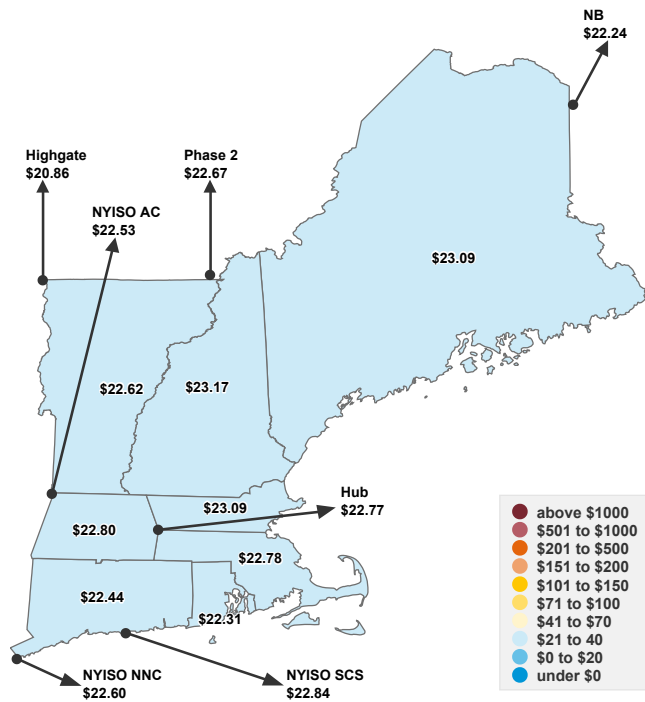 NB
$22.24
Highgate
$20.86
Phase 2
$22.67
NYISO AC
$22.53
$23.09
$22.62
$23.17
Hub
$22.77
$23.09
$22.80
$22.78
$22.44
$22.31
NYISO NNC
$22.60
NYISO SCS
$22.84
above $1000
$501 to $1000
$201 to $500
$151 to $200
$101 to $150
$71 to $100
$41 to $70
$21 to 40
$0 to $20
under $0